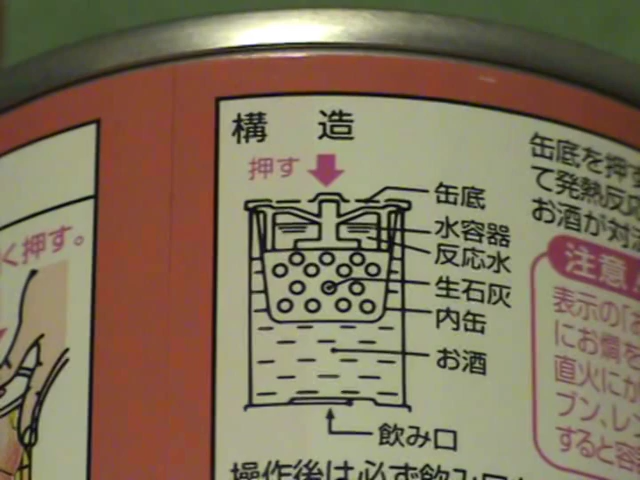 構造
押す
缶底
水容器
反応水
生石灰
内缶
お酒
飲み口
く押す。
缶底を押す
て発熱反応
お酒が対
注意
表示の「
にお燗を
直火にか
ブン、レン
すると容
操作後は必ず飲み口